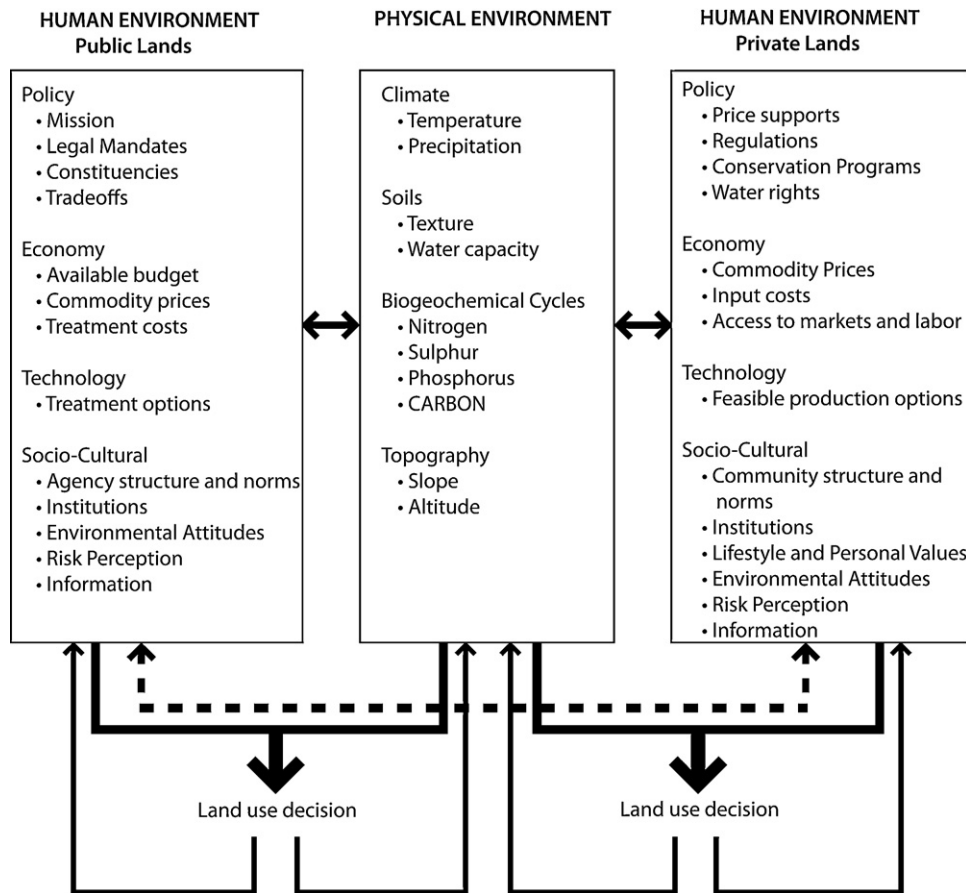 HUMAN ENVIRONMENT
Public Lands
Policy
• Mission
• Legal Mandates
• Constituencies
• Tradeoffs
Economy
• Available budget
• Commodity prices
• Treatment costs
Technology
• Treatment options
Socio-Cultural
• Agency structure and norms
• Institutions
• Environmental Attitudes
• Risk Perception
• Information
PHYSICAL ENVIRONMENT
Climate
• Temperature
• Precipitation
Soils
• Texture
• Water capacity
Biogeochemical Cycles
• Nitrogen
• Sulphur
• Phosphorus
• CARBON
Topography
• Slope
• Altitude
HUMAN ENVIRONMENT
Private Lands
Policy
• Price supports
• Regulations
• Conservation Programs
• Water rights
Economy
• Commodity Prices
• Input costs
• Access to markets and labor
Technology
• Feasible production options
Socio-Cultural
• Community structure and
norms
• Institutions
• Lifestyle and Personal Values
• Environmental Attitudes
• Risk Perception
• Information
Land use decision
Land use decision